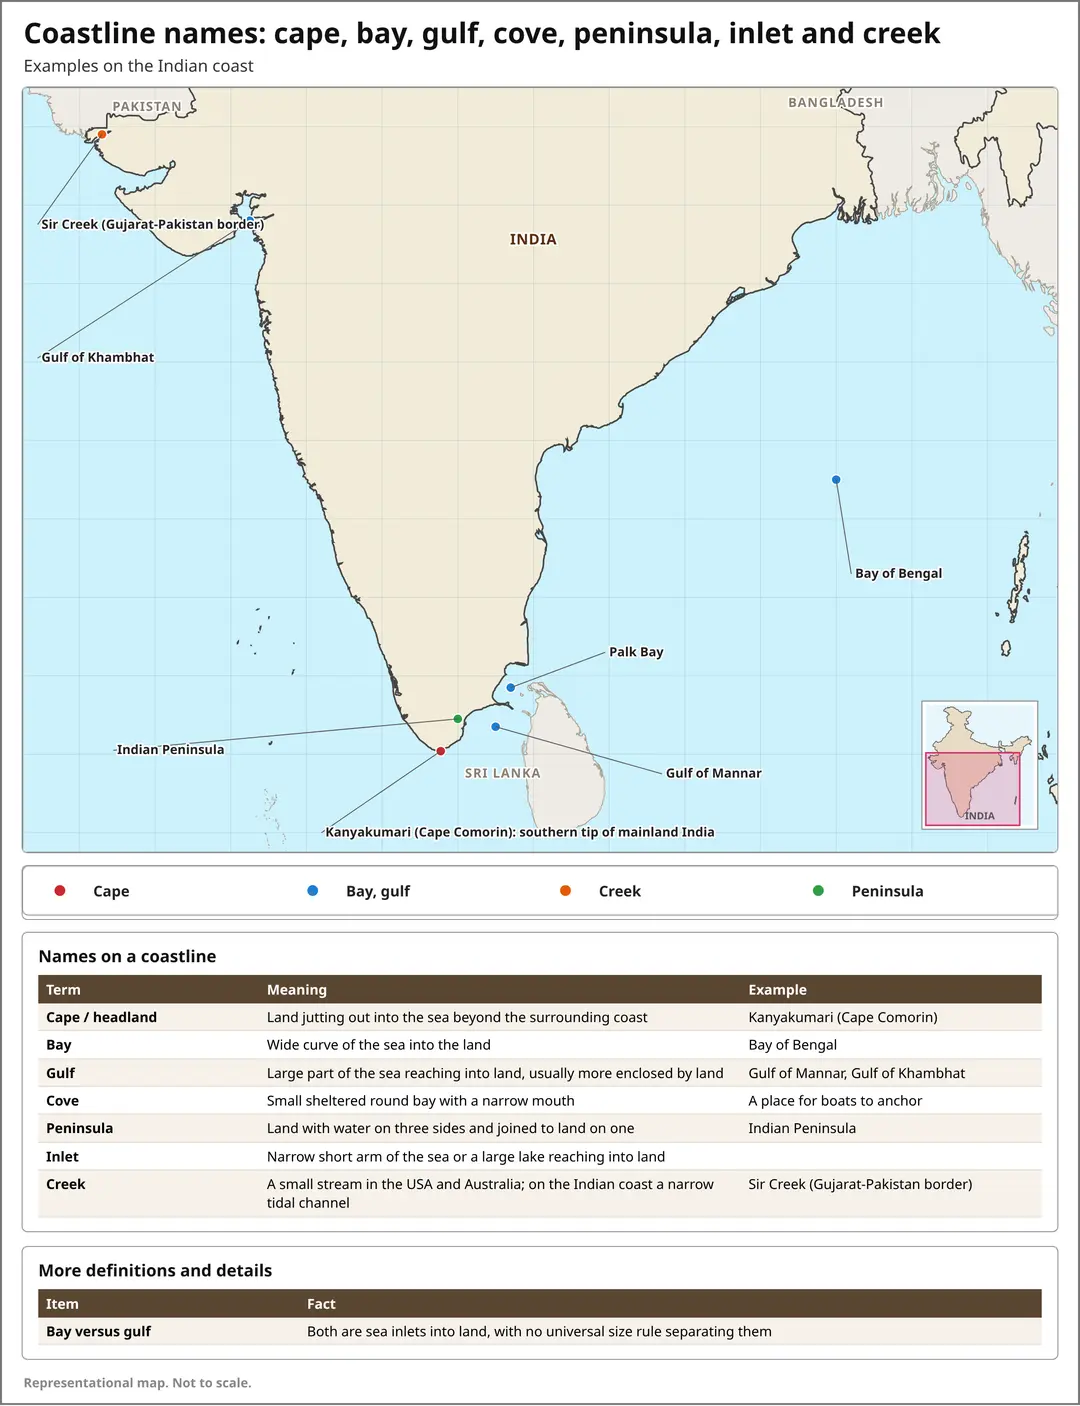 Coastline names: cape, bay, gulf, cove, peninsula, inlet and creek
Examples on the Indian coast
PAKISTAN
BANGLADESH
Sir Creek (Gujarat-Pakistan border)
INDIA
Gulf of Khambhat
Bay of Bengal
Palk Bay
Indian Peninsula
SRI LANKA
Gulf of Mannar
INDIA
Kanyakumari (Cape Comorin): southern tip of mainland India
Cape
Bay, gulf
Creek
Peninsula
Names on a coastline
Term Meaning Example
Cape / headland Land jutting out into the sea beyond the surrounding coast Kanyakumari (Cape Comorin)
Bay Wide curve of the sea into the land Bay of Bengal
Gulf Large part of the sea reaching into land, usually more enclosed by land Gulf of Mannar, Gulf of Khambhat
Cove Small sheltered round bay with a narrow mouth A place for boats to anchor
Peninsula Land with water on three sides and joined to land on one Indian Peninsula
Inlet Narrow short arm of the sea or a large lake reaching into land
Creek A small stream in the USA and Australia; on the Indian coast a narrow Sir Creek (Gujarat-Pakistan border)
tidal channel
More definitions and details
Item Fact
Bay versus gulf Both are sea inlets into land, with no universal size rule separating them
Representational map. Not to scale.